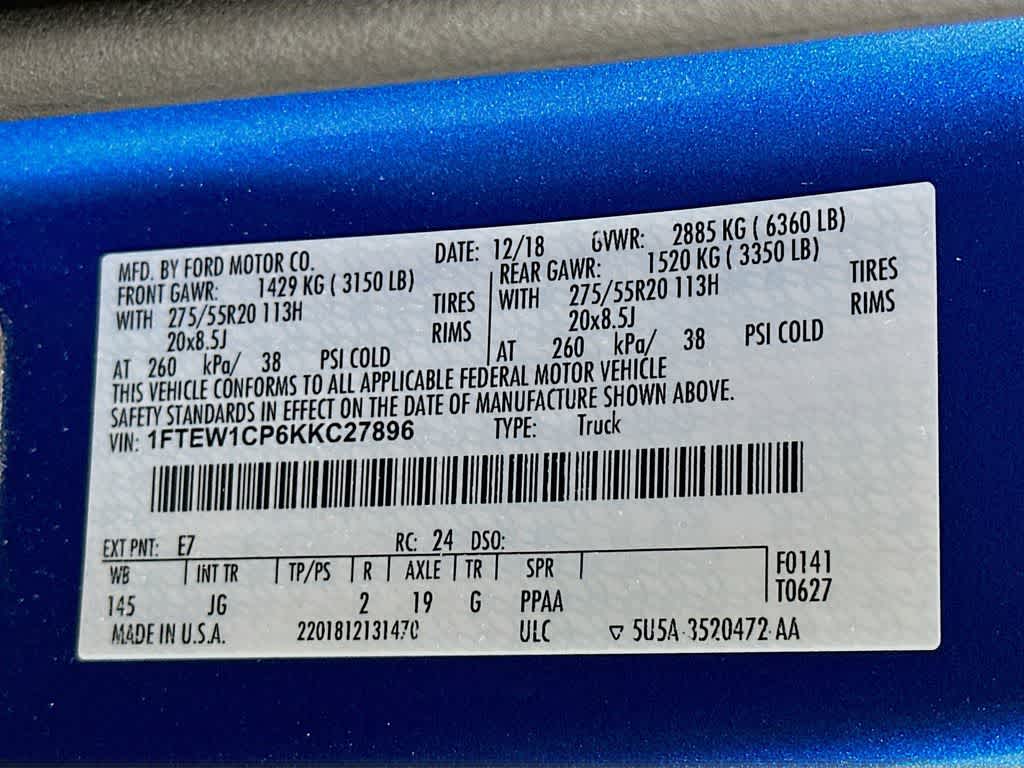 MFD. BY FORD MOTOR CO. DATE: 12/18 GVWR: 2885 KG ( 6360 LB)
FRONT GAWR: 1429 KG ( 3150 LB) REAR GAWR: 1520 KG ( 3350 LB)
WITH 275/55R20 113H TIRES WITH 275/55R20 113H TIRES
20x8.5J RIMS 20x8.5J RIMS
AT 260 kPa/ 38 PSI COLD AT 260 kPa/ 38 PSI COLD
THIS VEHICLE CONFORMS TO ALL APPLICABLE FEDERAL MOTOR VEHICLE
SAFETY STANDARDS IN EFFECT ON THE DATE OF MANUFACTURE SHOWN ABOVE.
VIN: 1FTEW1CP6KKC27896 TYPE: Truck
EXT PNT: E7 RC: 24 DSO:
WB INT TR TP/PS R AXLE TR SPR F0141
145 JG 2 19 G PPAA T0627
MADE IN U.S.A. ULC ▽ 5U5A-3520472-AA